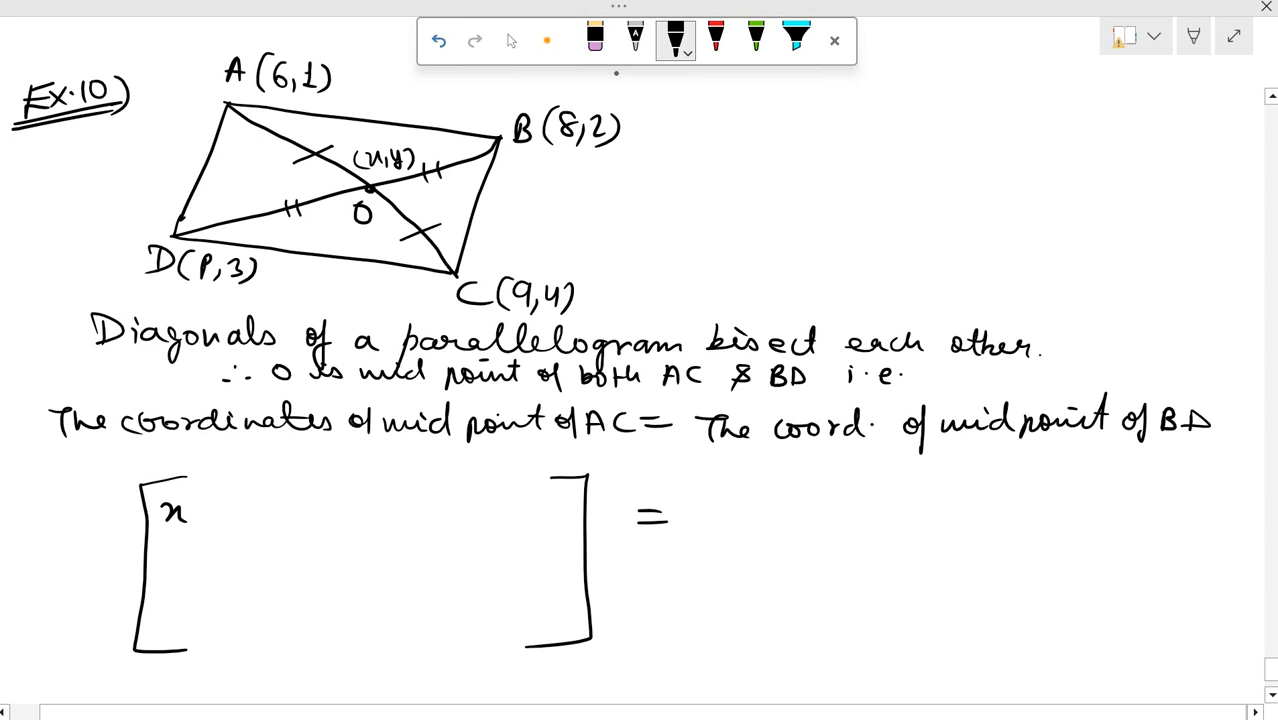 Ex.10)
A (6,1)
B (8,2)
(x,y)
O
D(P,3)
C (9,4)
Diagonals of a parallelogram bisect each other.
∴ O is mid point of both AC & BD i.e.
The coordinates of mid point of AC = The coord. of mid point of BD
[x ] =